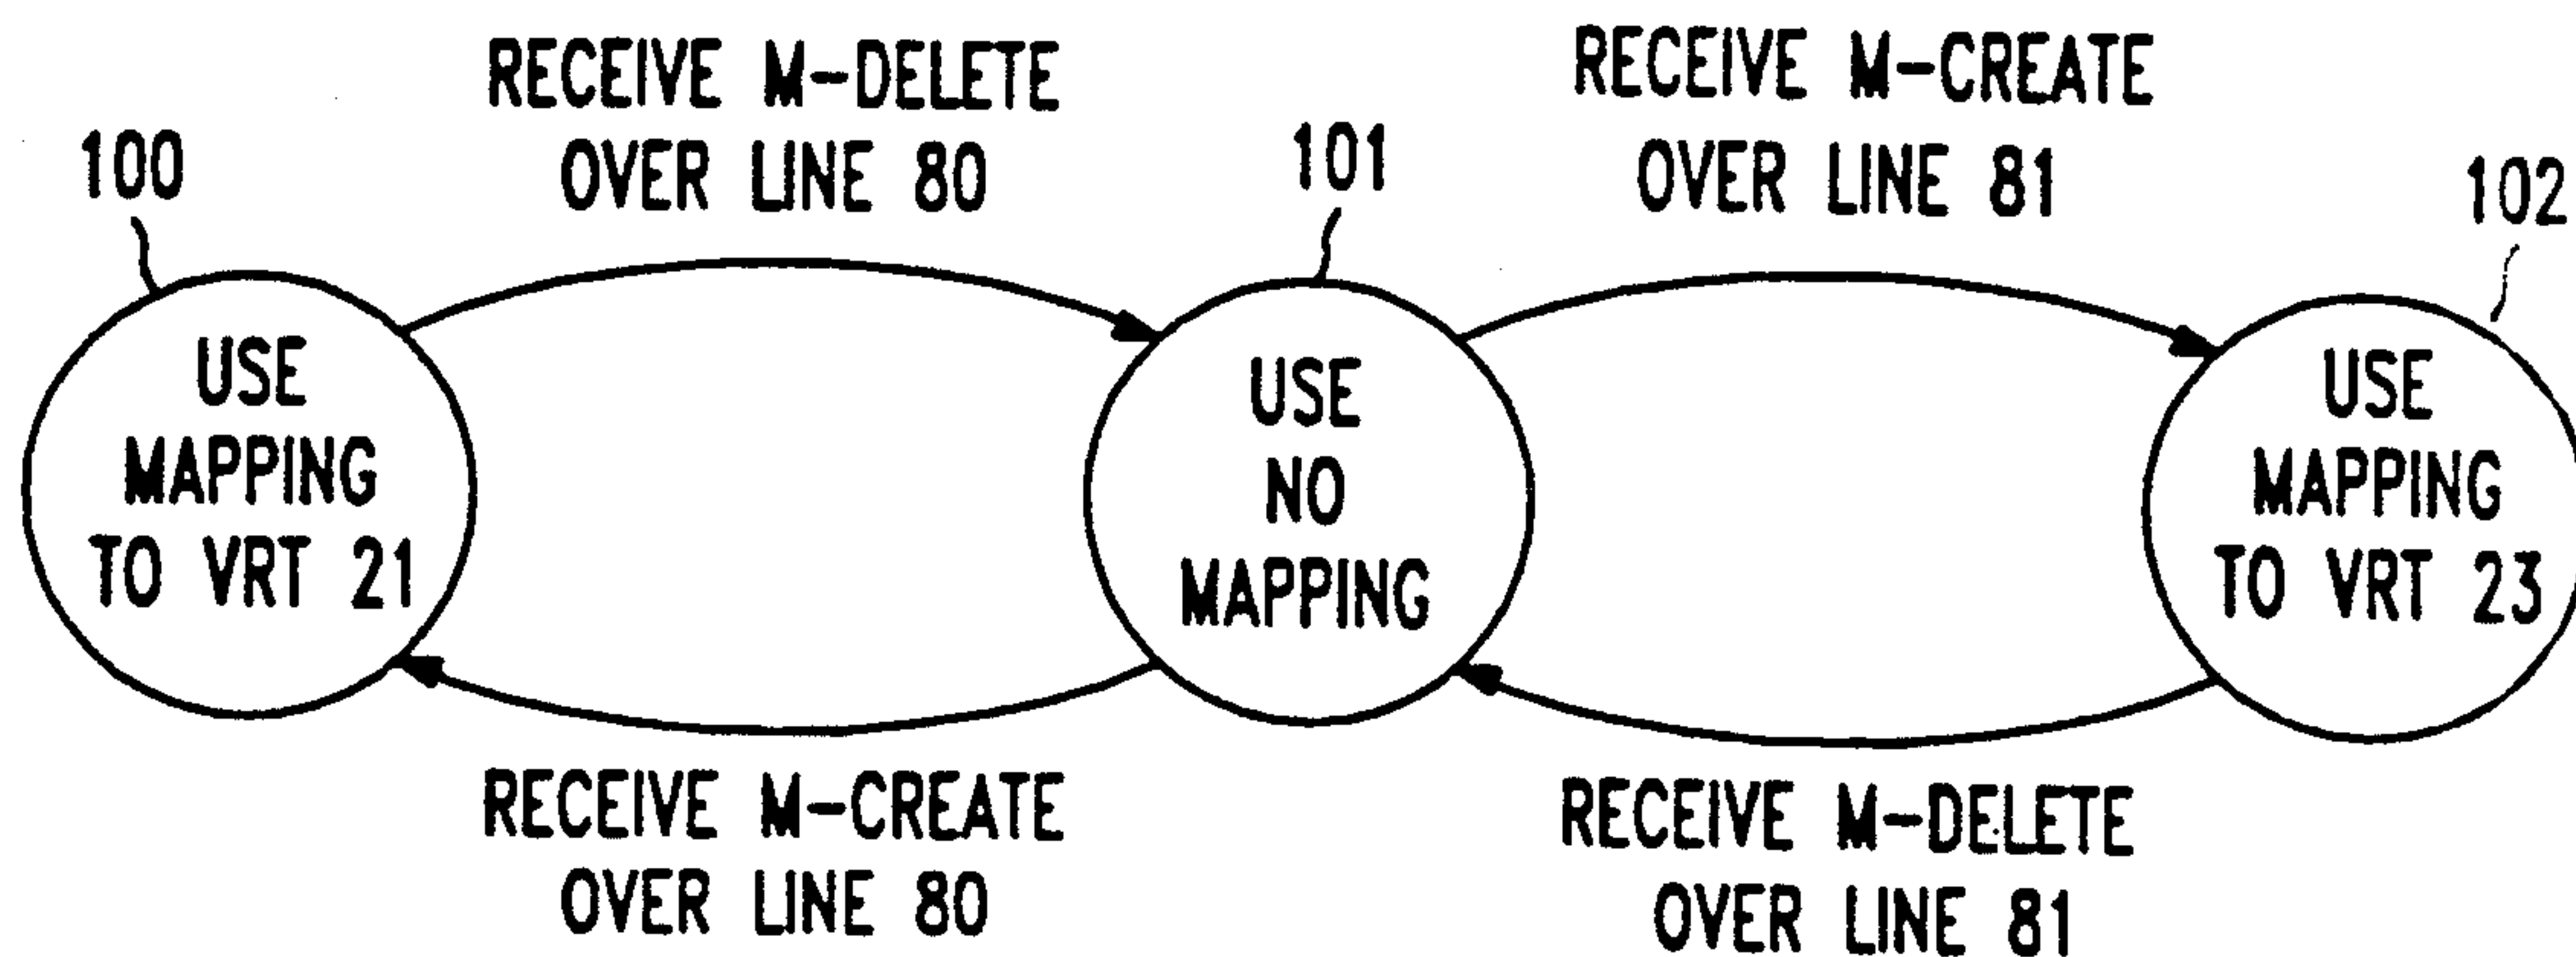 RECEIVE M-DELETE
OVER LINE 80
RECEIVE M-CREATE
OVER LINE 81
100
101
102
USE
MAPPING
TO VRT 21
USE
NO
MAPPING
USE
MAPPING
TO VRT 23
RECEIVE M-CREATE
OVER LINE 80
RECEIVE M-DELETE
OVER LINE 81